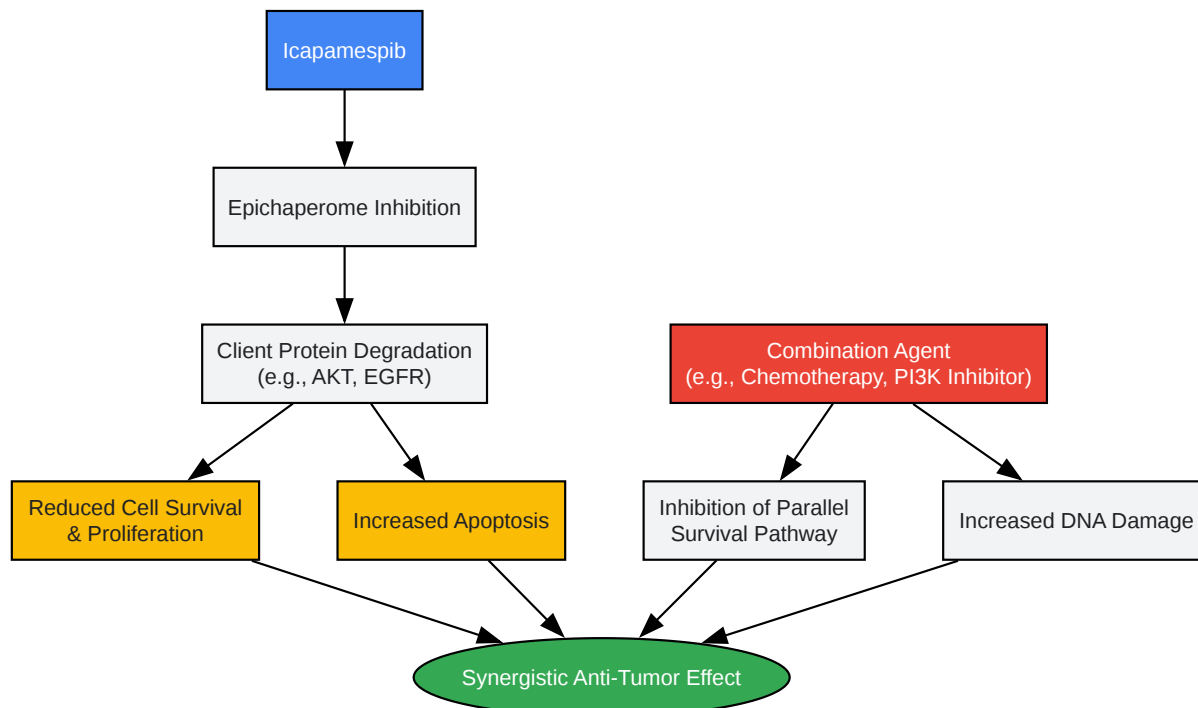 Icapamespib
Epichaperome Inhibition
Client Protein Degradation
(e.g., AKT, EGFR)
Combination Agent
(e.g., Chemotherapy, PI3K Inhibitor)
Reduced Cell Survival
& Proliferation
Increased Apoptosis
Inhibition of Parallel
Survival Pathway
Increased DNA Damage
Synergistic Anti-Tumor Effect